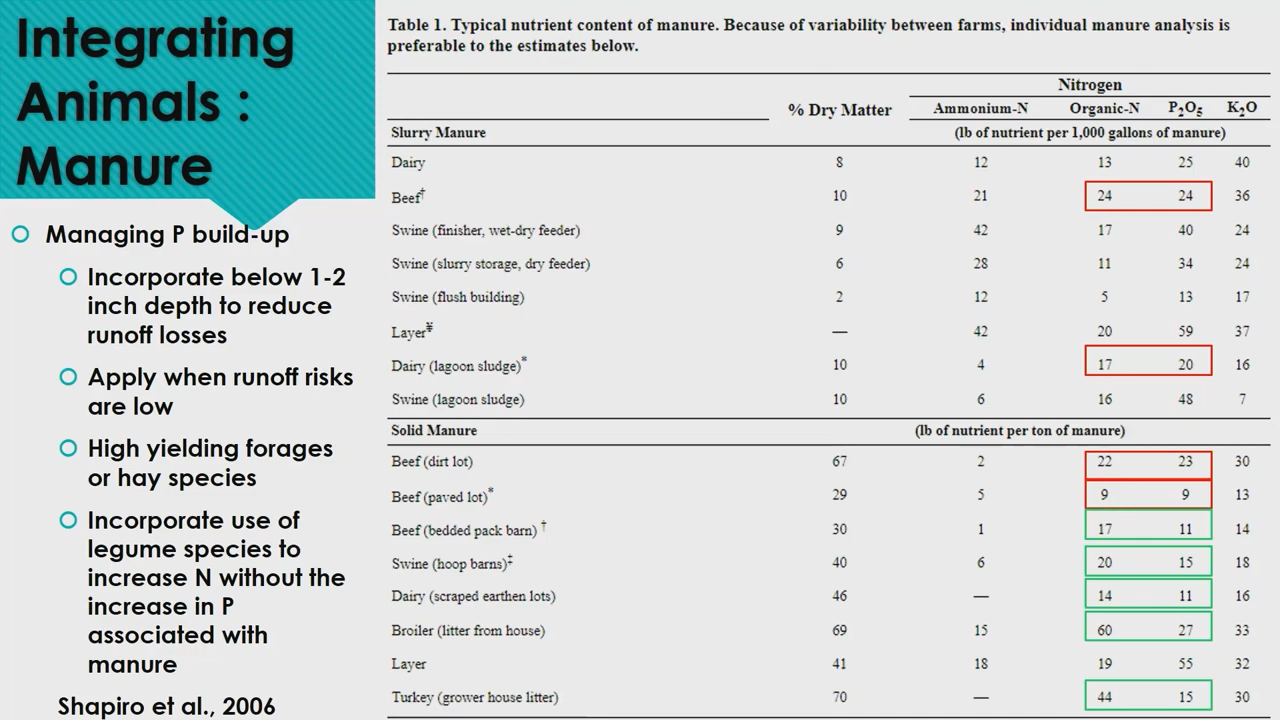 Integrating
Animals :
Manure
Managing P build-up
Incorporate below 1-2
inch depth to reduce
runoff losses
Apply when runoff risks
are low
High yielding forages
or hay species
Incorporate use of
legume species to
increase N without the
increase in P
associated with
manure
Shapiro et al., 2006
Table 1. Typical nutrient content of manure. Because of variability between farms, individual manure analysis is
preferable to the estimates below.
Nitrogen
% Dry Matter Ammonium-N Organic-N P₂O₅ K₂O
Slurry Manure (lb of nutrient per 1,000 gallons of manure)
Dairy 8 12 13 25 40
Beef† 10 21 24 24 36
Swine (finisher, wet-dry feeder) 9 42 17 40 24
Swine (slurry storage, dry feeder) 6 28 11 34 24
Swine (flush building) 2 12 5 13 17
Layer¥ — 42 20 59 37
Dairy (lagoon sludge)* 10 4 17 20 16
Swine (lagoon sludge) 10 6 16 48 7
Solid Manure (lb of nutrient per ton of manure)
Beef (dirt lot) 67 2 22 23 30
Beef (paved lot)* 29 5 9 9 13
Beef (bedded pack barn) † 30 1 17 11 14
Swine (hoop barns)‡ 40 6 20 15 18
Dairy (scraped earthen lots) 46 — 14 11 16
Broiler (litter from house) 69 15 60 27 33
Layer 41 18 19 55 32
Turkey (grower house litter) 70 — 44 15 30